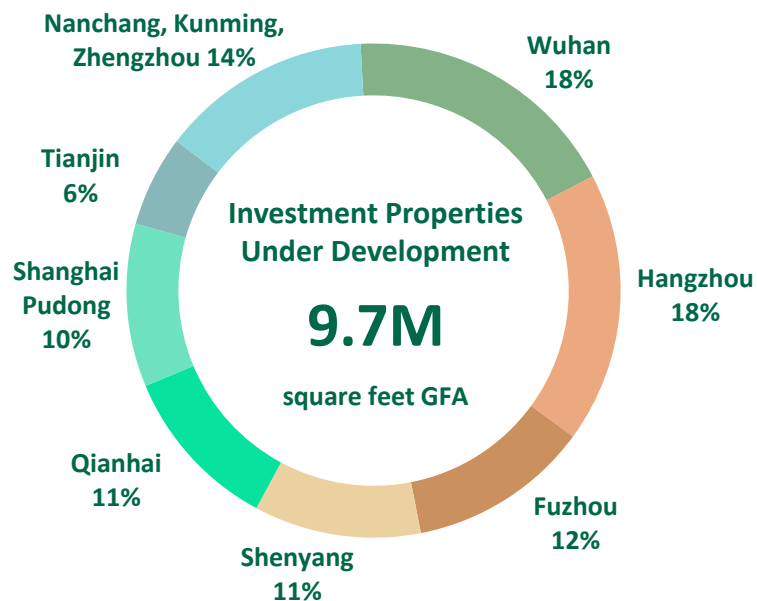 Nanchang, Kunming,
Zhengzhou 14%
Wuhan
18%
Tianjin
6%
Investment Properties
Under Development
9.7M
square feet GFA
Hangzhou
18%
Shanghai
Pudong
10%
Qianhai
11%
Fuzhou
12%
Shenyang
11%